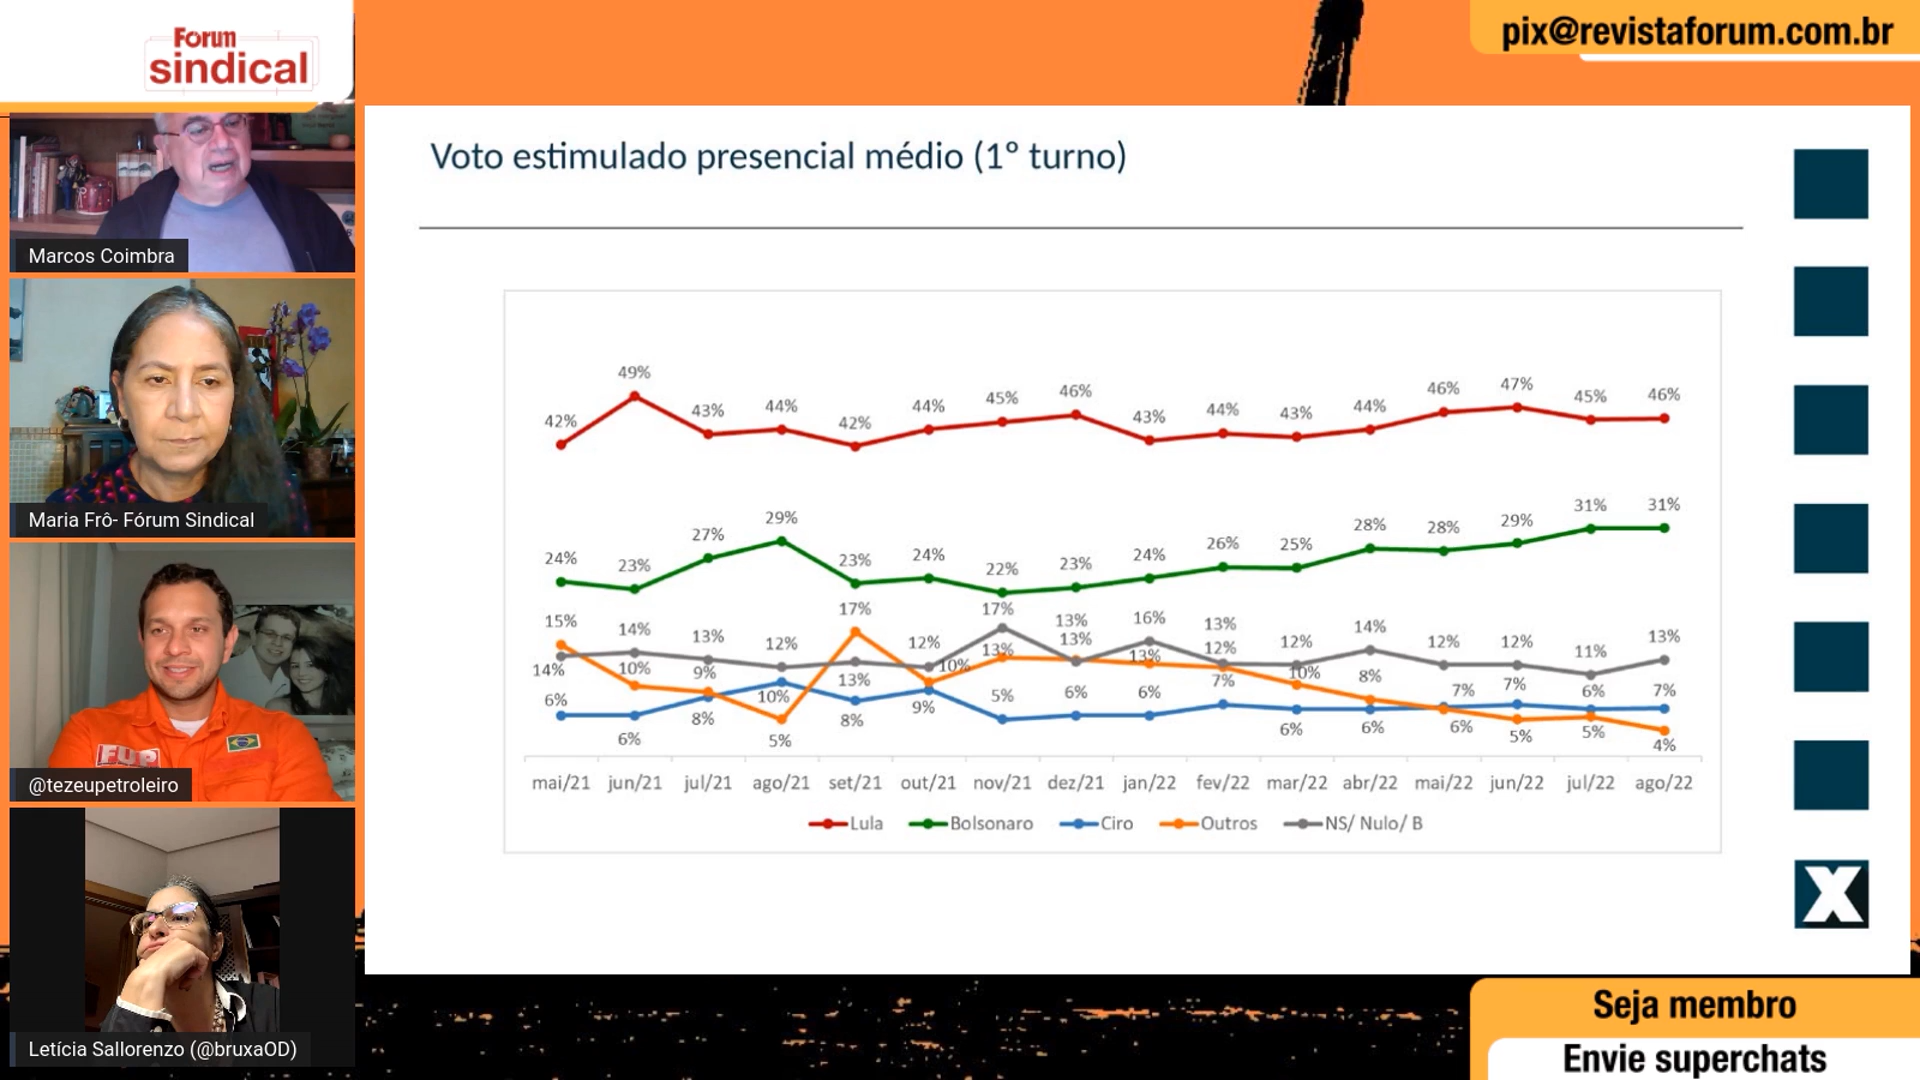 Forum
sindical
pix@revistaforum.com.br
Marcos Coimbra
Maria Frô- Fórum Sindical
FUP
@tezeupetroleiro
Letícia Sallorenzo (@bruxaOD)
Voto estimulado presencial médio (1º turno)
42% 49% 43% 44% 42% 44% 45% 46% 43% 44% 43% 44% 46% 47% 45% 46%
24% 23% 27% 29% 23% 24% 22% 23% 24% 26% 25% 28% 28% 29% 31% 31%
15% 14% 13% 12% 17% 12% 17% 13% 16% 13% 12% 14% 12% 12% 11% 13%
14% 10% 9% 10% 13% 10% 13% 13% 13% 12% 10% 8% 7% 7% 6% 7%
6% 6% 8% 5% 8% 9% 5% 6% 6% 7% 6% 6% 6% 5% 5% 4%
mai/21 jun/21 jul/21 ago/21 set/21 out/21 nov/21 dez/21 jan/22 fev/22 mar/22 abr/22 mai/22 jun/22 jul/22 ago/22
Lula Bolsonaro Ciro Outros NS/ Nulo/ B
X
Seja membro
Envie superchats